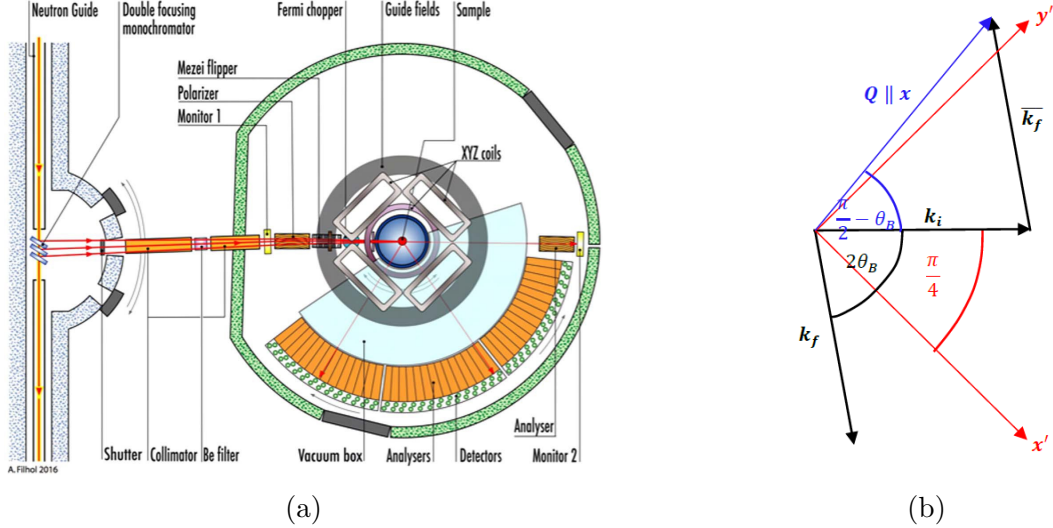 Neutron Guide
Double focusing
monochromator
Fermi chopper
Guide fields
Sample
Mezei flipper
Polarizer
Monitor 1
XYZ coils
Shutter
Collimator
Be filter
Vacuum box
Analysers
Detectors
Analyser
Monitor 2
A. Filhol 2016
(a)
y′
Q ∥ x
k̅f̅
π/2 − θB
ki
2θB
π/4
kf
x′
(b)